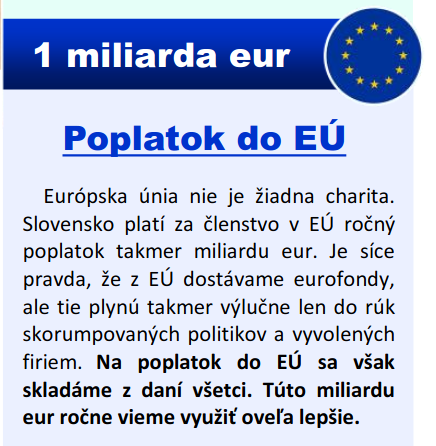 1 miliarda eur
Poplatok do EÚ
Európska únia nie je žiadna charita.
Slovensko platí za členstvo v EÚ ročný
poplatok takmer miliardu eur. Je síce
pravda, že z EÚ dostávame eurofondy,
ale tie plynú takmer výlučne len do rúk
skorumpovaných politikov a vyvolených
firiem. Na poplatok do EÚ sa však
skladáme z daní všetci. Túto miliardu
eur ročne vieme využiť oveľa lepšie.